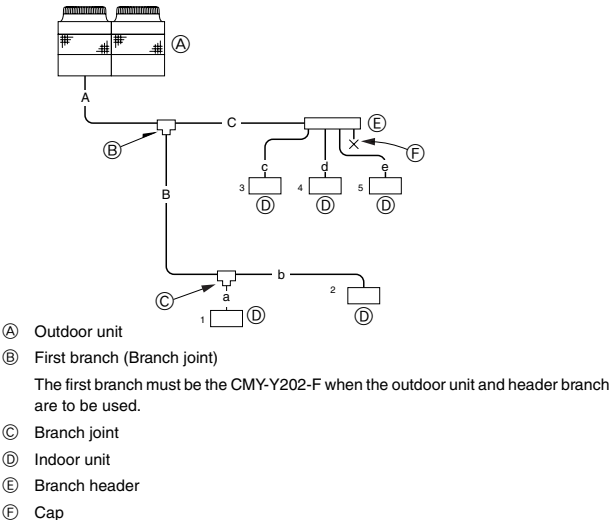 Ⓐ
A
C
Ⓔ
Ⓑ
Ⓕ
c d e
3 4 5
Ⓓ Ⓓ Ⓓ
B
b
Ⓒ
a
2
1 Ⓓ
Ⓓ
Ⓐ Outdoor unit
Ⓑ First branch (Branch joint)
The first branch must be the CMY-Y202-F when the outdoor unit and header branch
are to be used.
Ⓒ Branch joint
Ⓓ Indoor unit
Ⓔ Branch header
Ⓕ Cap